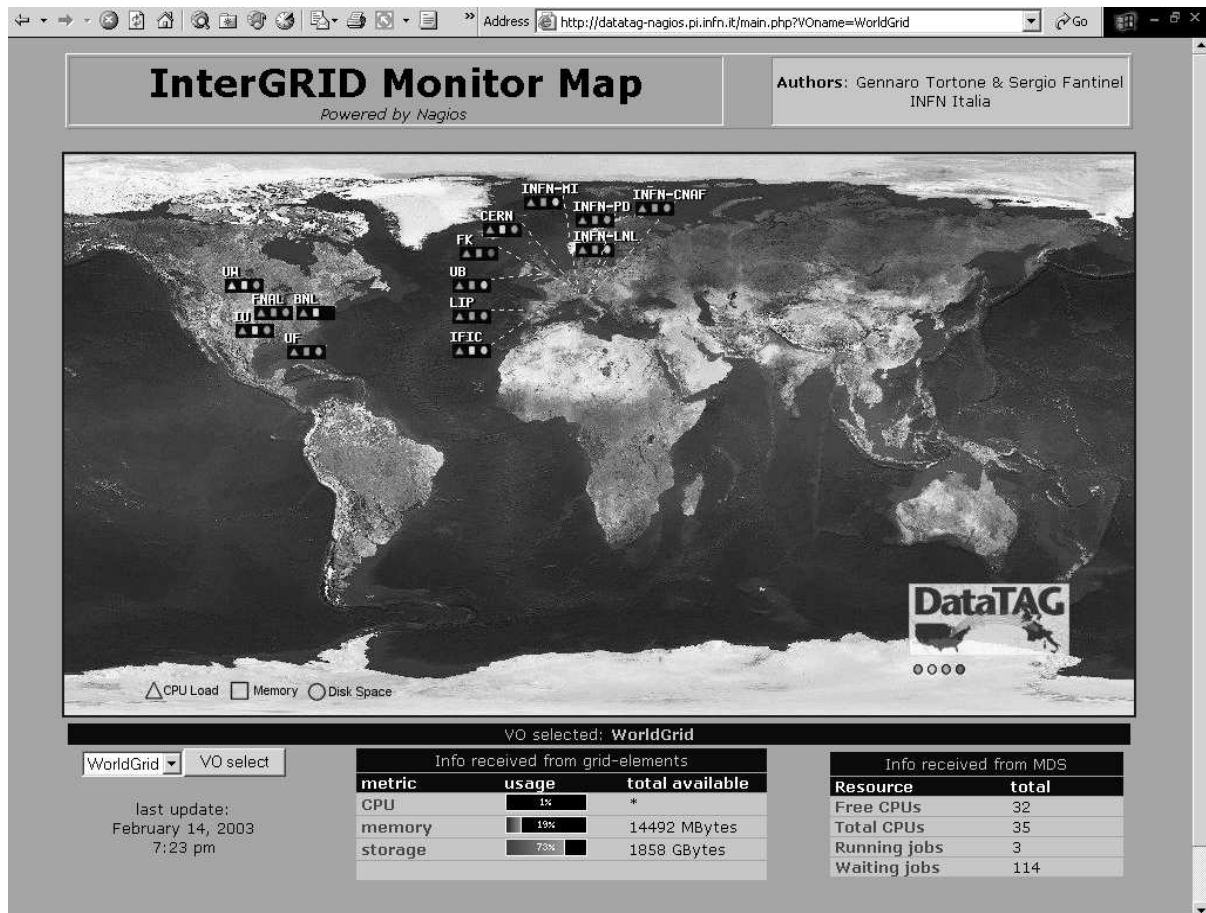 Address http://datatag-nagios.pi.infn.it/main.php?VOname=WorldGrid Go
InterGRID Monitor Map
Powered by Nagios
Authors: Gennaro Tortone & Sergio Fantinel
INFN Italia
INFN-MI
INFN-CNAF
INFN-PD
CERN
INFN-LNL
FK
UB
UW
FNAL BNL
LIP
IU
UF
IFIC
DataTAG
CPU Load Memory Disk Space
VO selected: WorldGrid
WorldGrid VO select
last update:
February 14, 2003
7:23 pm
Info received from grid-elements
metric usage total available
CPU 1% *
memory 19% 14492 MBytes
storage 73% 1858 GBytes
Info received from MDS
Resource total
Free CPUs 32
Total CPUs 35
Running jobs 3
Waiting jobs 114